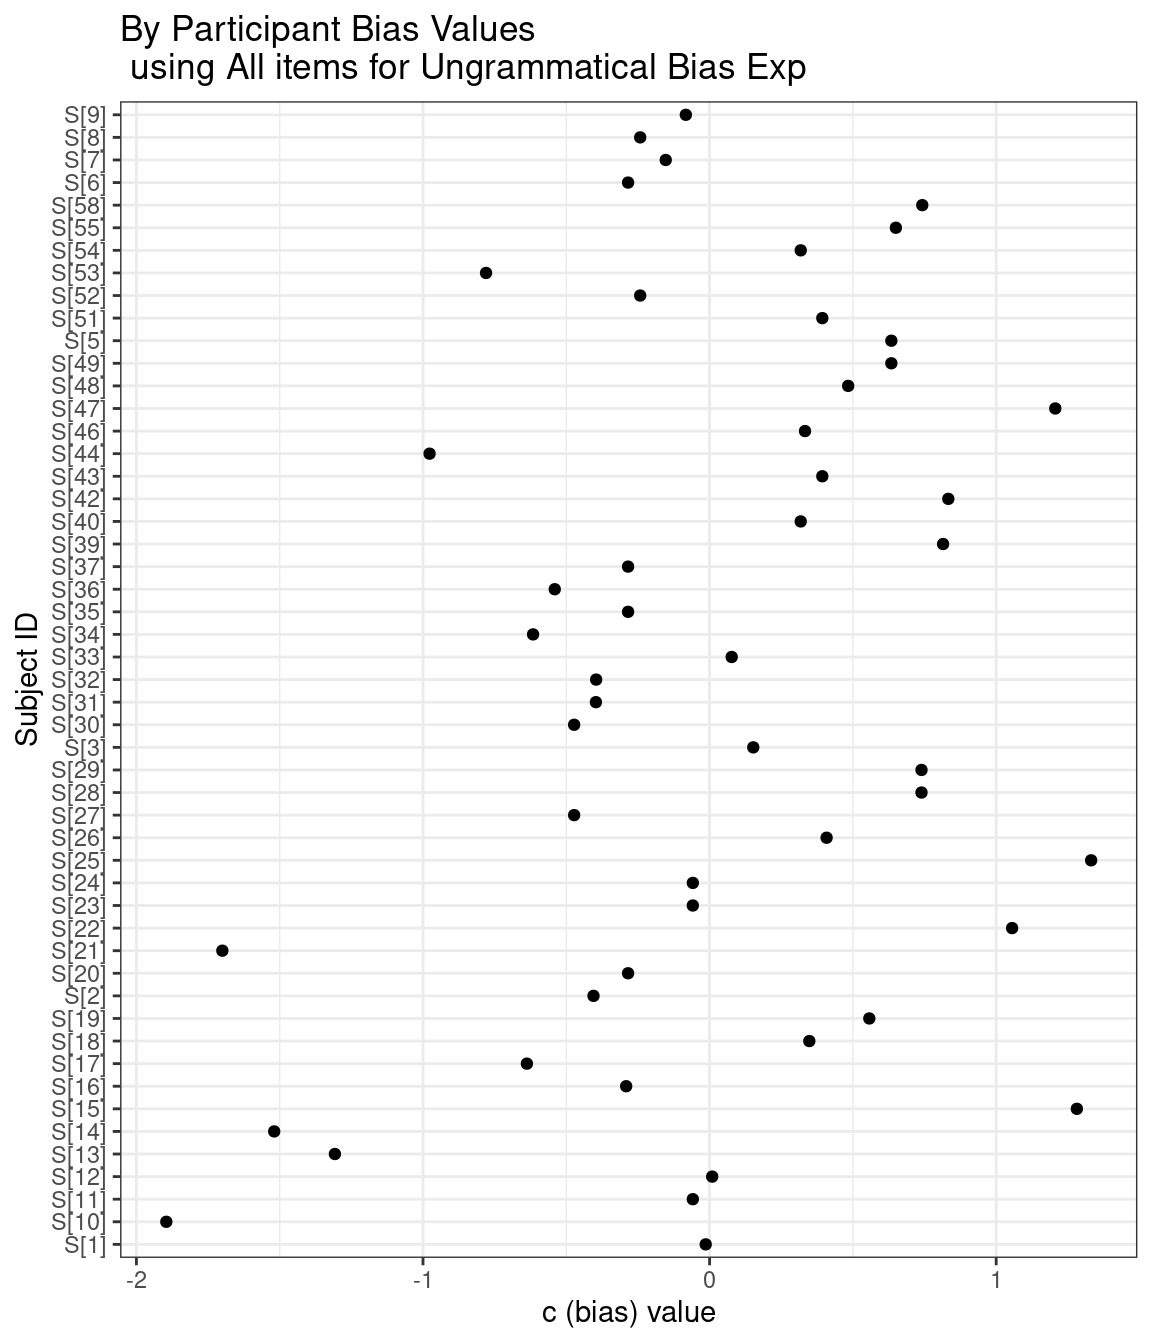 By Participant Bias Values
using All items for Ungrammatical Bias Exp
S[9]
S[8]
S[7]
S[6]
S[58]
S[55]
S[54]
S[53]
S[52]
S[51]
S[5]
S[49]
S[48]
S[47]
S[46]
S[44]
S[43]
S[42]
S[40]
S[39]
S[37]
S[36]
S[35]
S[34]
S[33]
S[32]
S[31]
S[30]
S[3]
S[29]
S[28]
S[27]
S[26]
S[25]
S[24]
S[23]
S[22]
S[21]
S[20]
S[2]
S[19]
S[18]
S[17]
S[16]
S[15]
S[14]
S[13]
S[12]
S[11]
S[10]
S[1]
Subject ID
-2 -1 0 1
c (bias) value